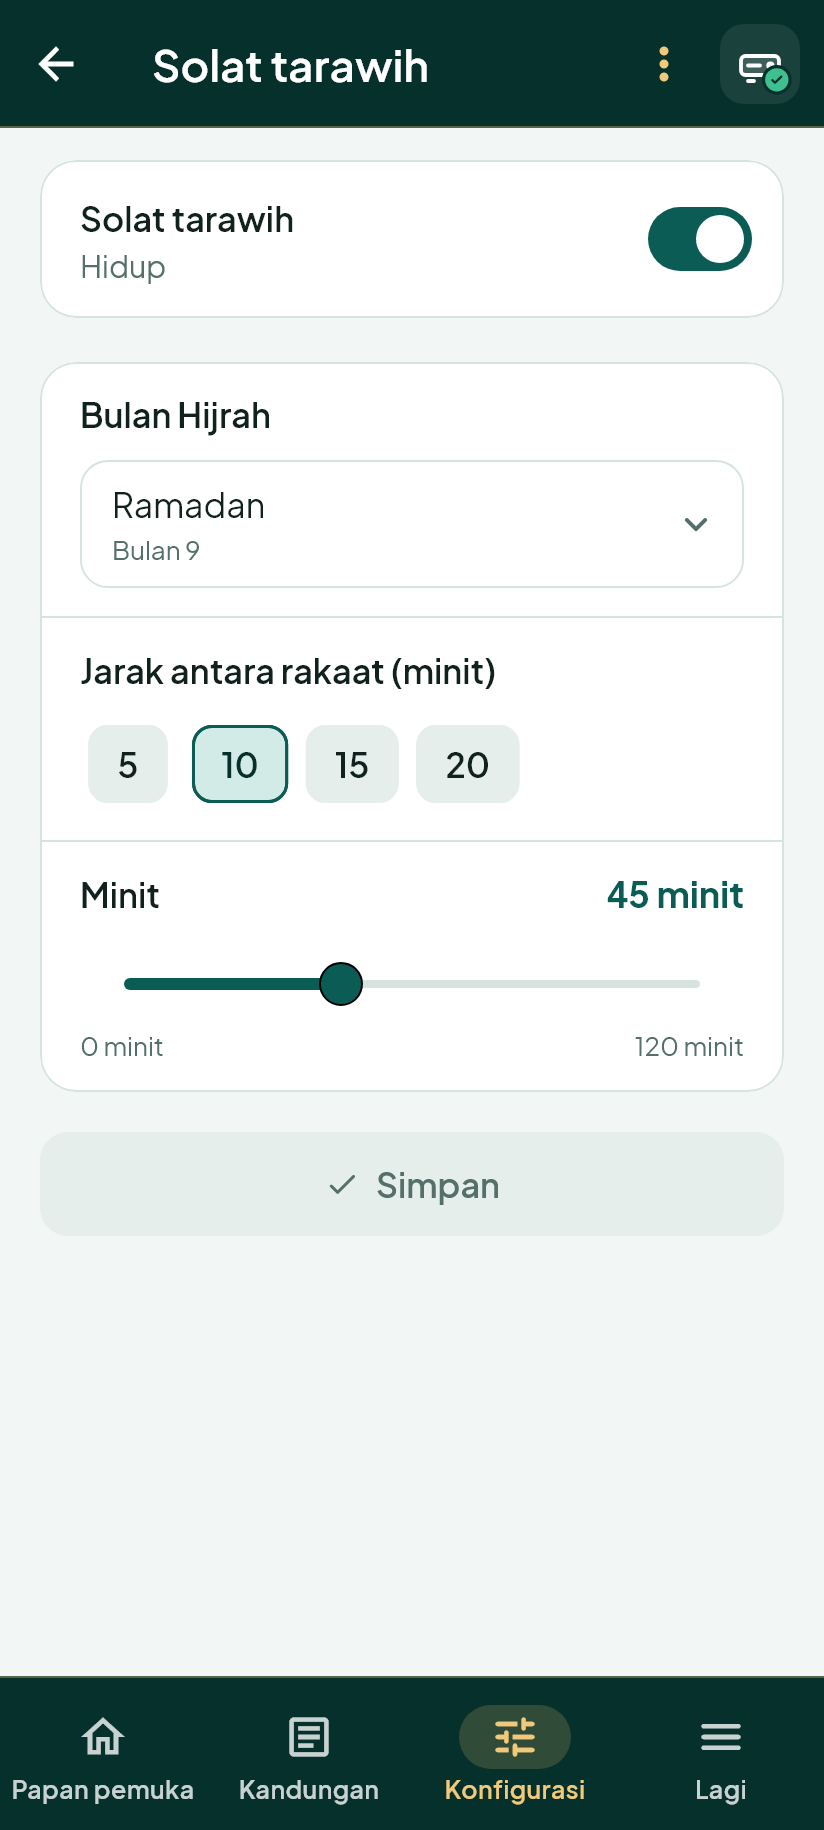 Solat tarawih
Solat tarawih
Hidup
Bulan Hijrah
Ramadan
Bulan 9
Jarak antara rakaat (minit)
5 10 15 20
Minit 45 minit
0 minit 120 minit
Simpan
Papan pemuka Kandungan Konfigurasi Lagi